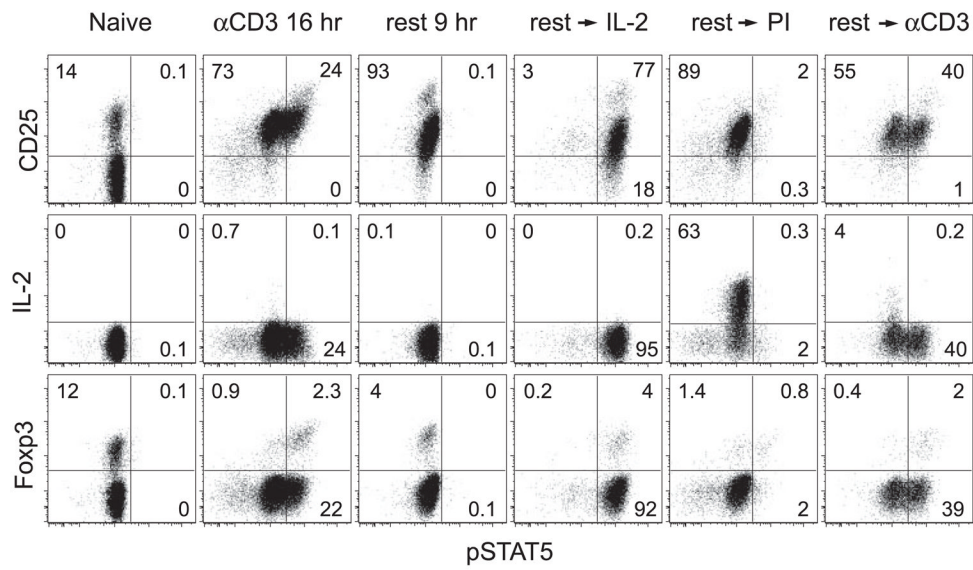 Naive αCD3 16 hr rest 9 hr rest → IL-2 rest → PI rest → αCD3
14 0.1 73 24 93 0.1 3 77 89 2 55 40
CD25
0 0 0 18 0.3 1
0 0 0.7 0.1 0.1 0 0 0.2 63 0.3 4 0.2
IL-2
0.1 24 0.1 95 2 40
12 0.1 0.9 2.3 4 0 0.2 4 1.4 0.8 0.4 2
Foxp3
0 22 0.1 92 2 39
pSTAT5